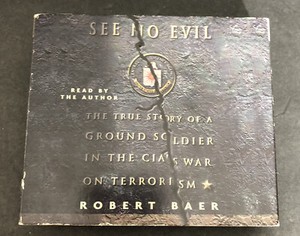 SEE NO EVIL
READ BY
THE AUTHOR
THE TRUE STORY OF A
GROUND SOLDIER
IN THE CIA'S WAR
ON TERRORISM
ROBERT BAER